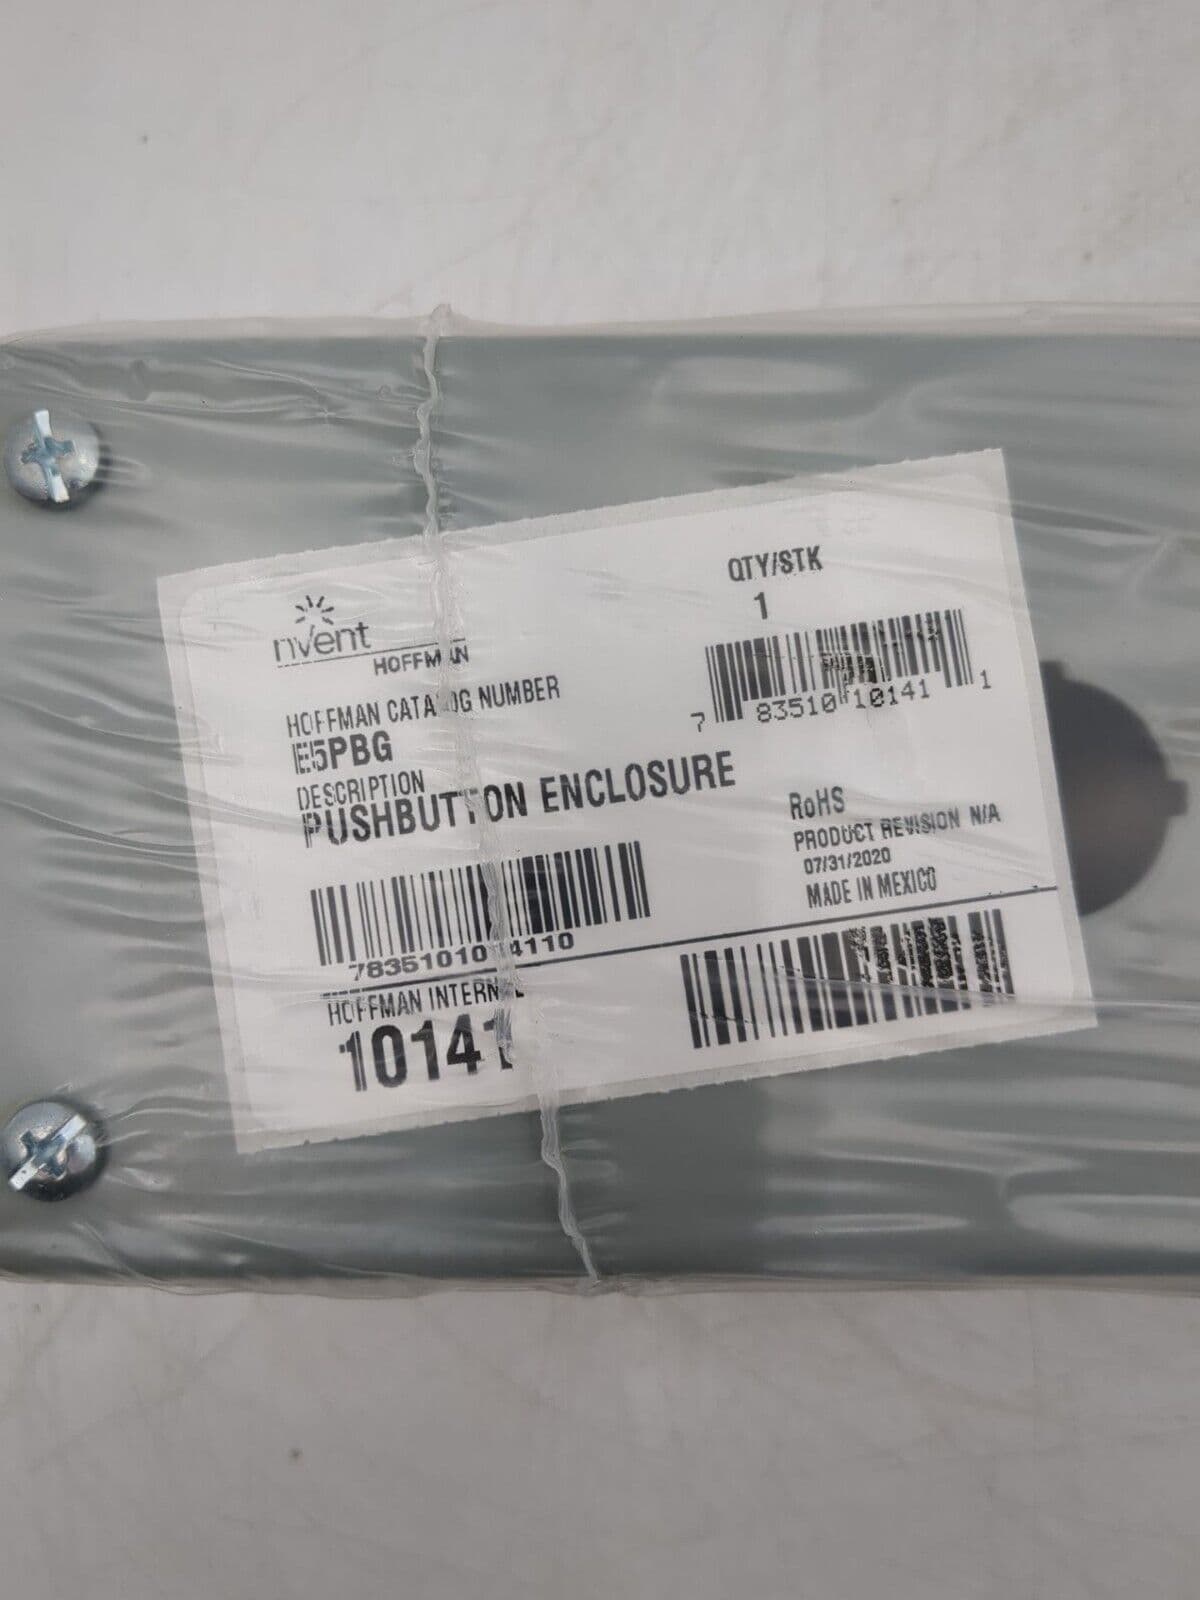 nVent
HOFFMAN
QTY/STK
1
7 83510 10141 1
HOFFMAN CATALOG NUMBER
E5PBG
DESCRIPTION
PUSHBUTTON ENCLOSURE
RoHS
PRODUCT REVISION N/A
07/31/2020
MADE IN MEXICO
7835101014110
HOFFMAN INTERNAL
10141